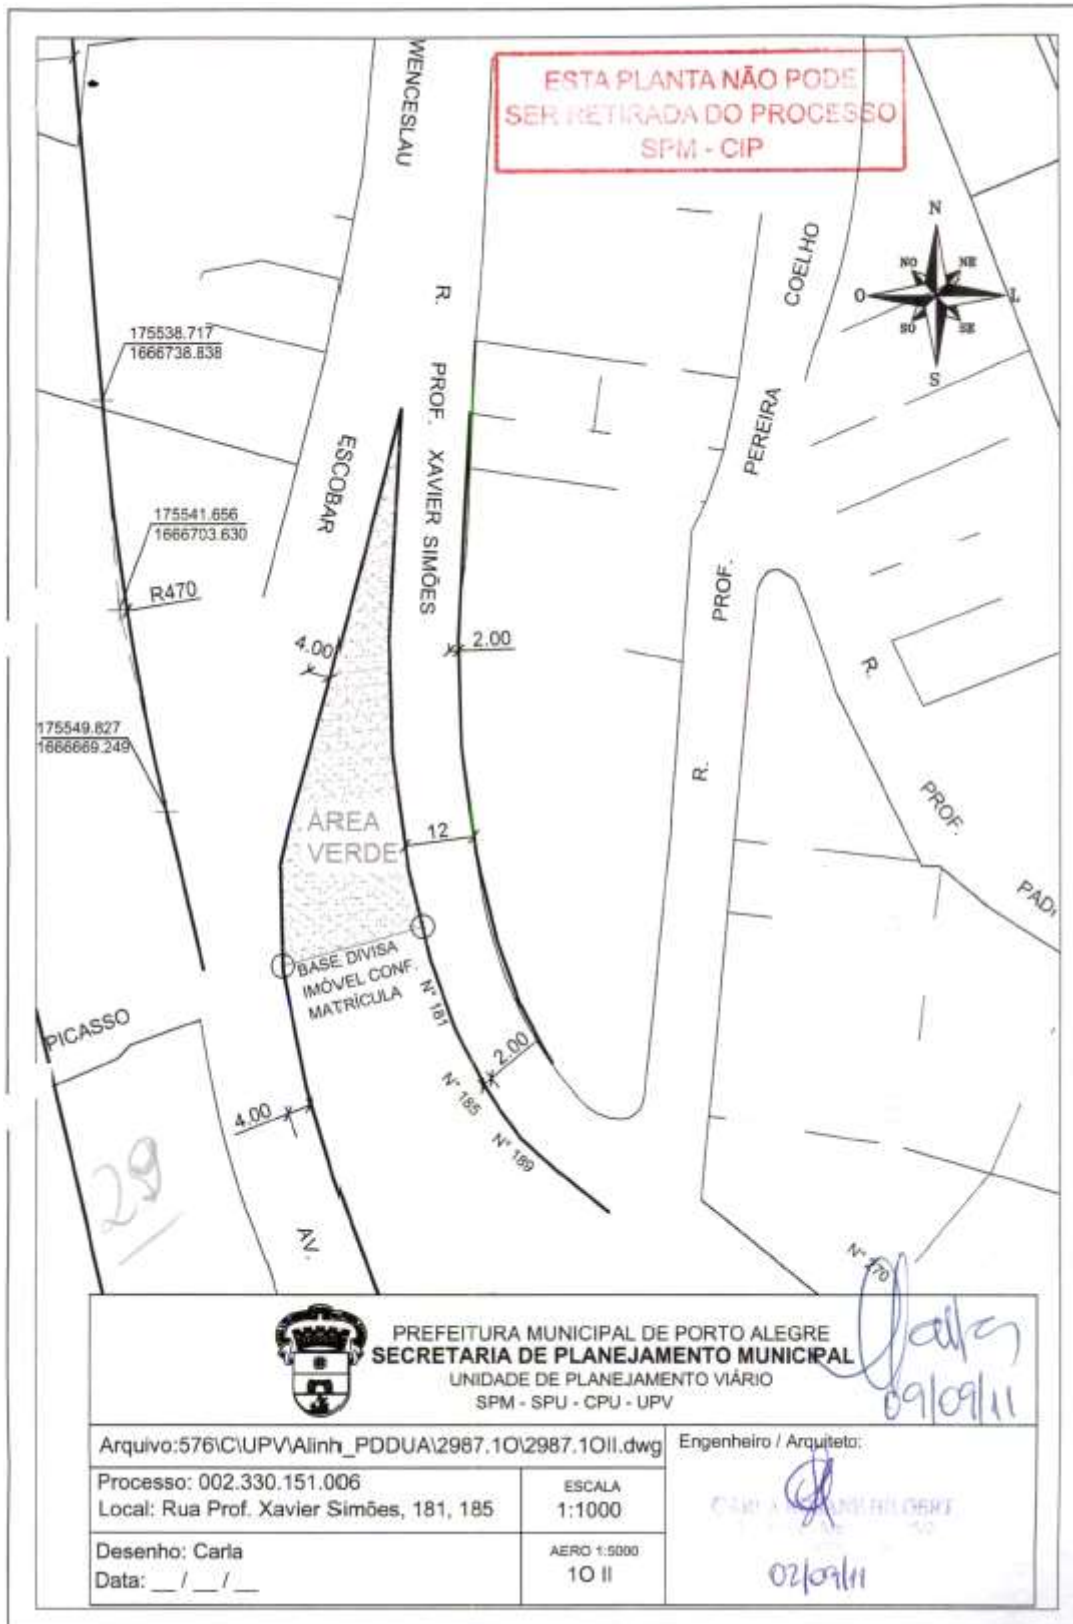 WENCESLAU
ESTA PLANTA NÃO PODE
SER RETIRADA DO PROCESSO
SPM - CIP
N
NO NE
O L
SO SE
S
COELHO
R.
175538.717
1666738.838
PROF. XAVIER SIMÕES
PEREIRA
ESCOBAR
175541.656
1666703.630
R470
PROF.
4.00
2.00
R.
175549.827
1666669.249
R.
PROF.
ÁREA
VERDE
12
BASE DIVISA
IMÓVEL CONF.
MATRÍCULA
N° 181
PICASSO
2.00
N° 185
4.00
N° 189
29
AV.
N° 270
PREFEITURA MUNICIPAL DE PORTO ALEGRE
SECRETARIA DE PLANEJAMENTO MUNICIPAL
UNIDADE DE PLANEJAMENTO VIÁRIO
SPM - SPU - CPU - UPV
09/09/11
Arquivo:576\C\UPV\Alinh_PDDUA\2987.1O\2987.1OII.dwg
Engenheiro / Arquiteto:
Processo: 002.330.151.006
Local: Rua Prof. Xavier Simões, 181, 185
ESCALA
1:1000
Desenho: Carla
Data: __ / __ / __
AERO 1:5000
1O II
02/09/11